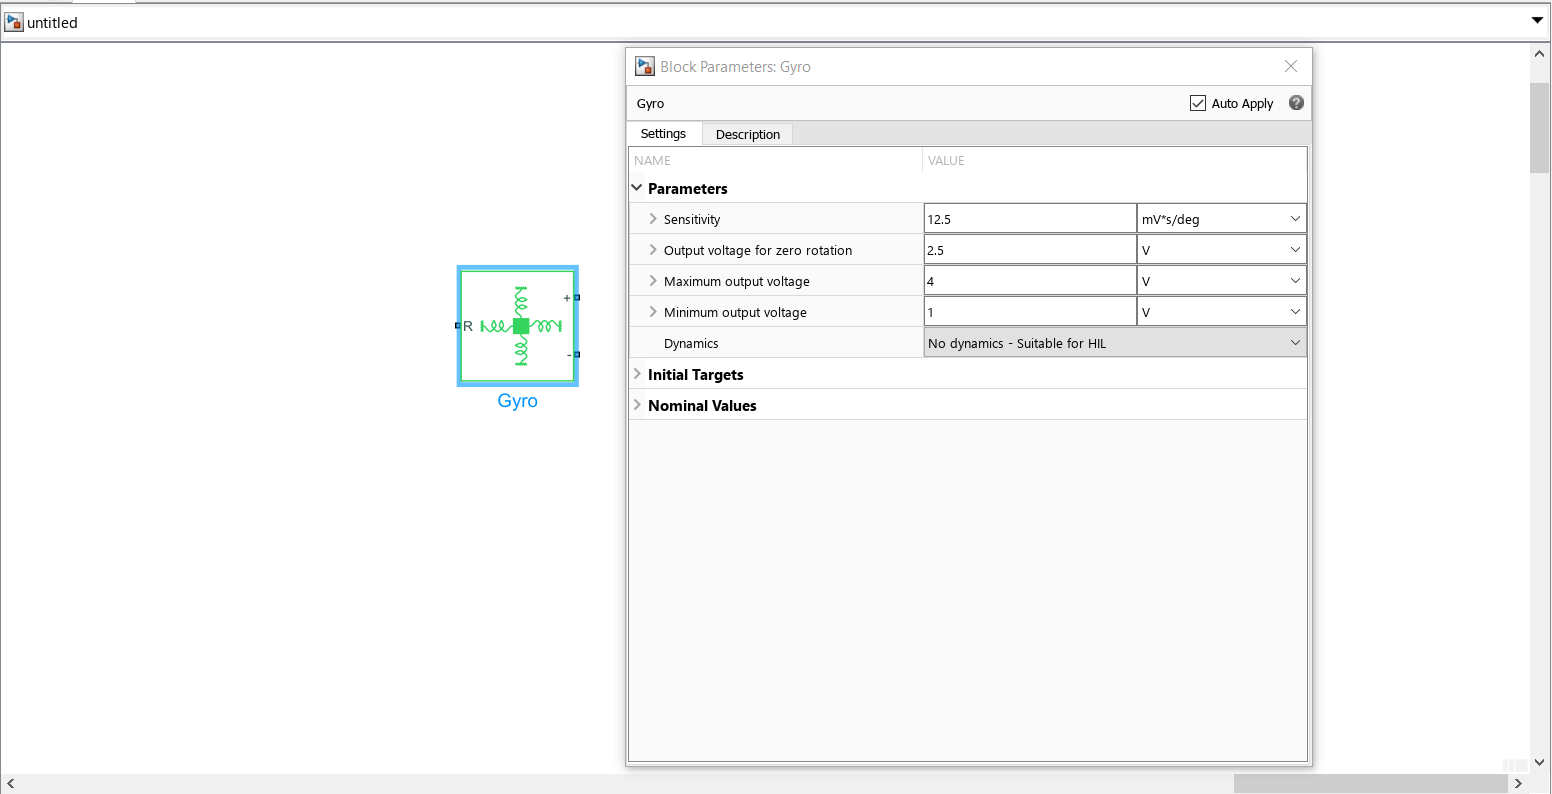 untitled
Block Parameters: Gyro
Gyro
Auto Apply
?
Settings
Description
NAME VALUE
Parameters
Sensitivity 12.5 mV*s/deg
Output voltage for zero rotation 2.5 V
Maximum output voltage 4 V
Minimum output voltage 1 V
Dynamics No dynamics - Suitable for HIL
Initial Targets
Nominal Values
+
R
-
Gyro